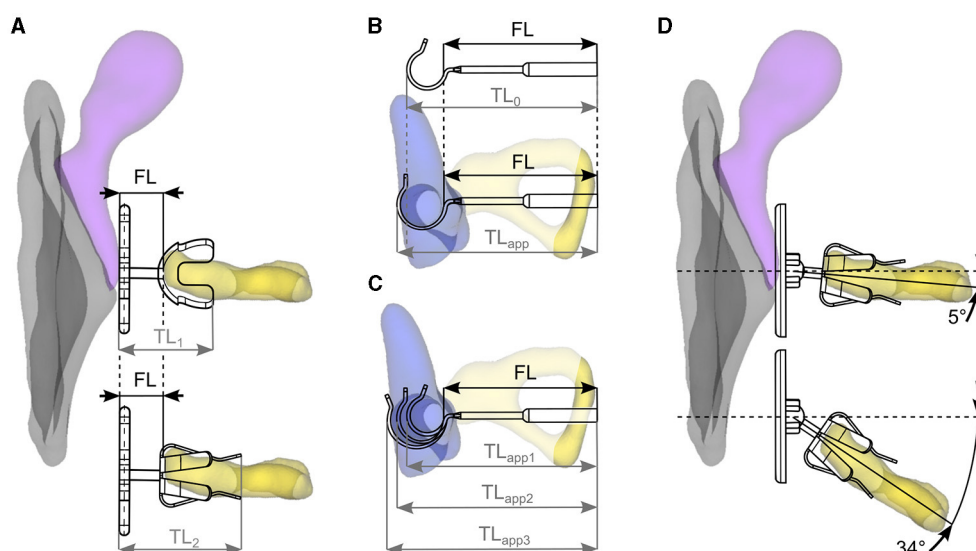 A
FL
TL1
FL
TL2
B
FL
TL0
FL
TLapp
C
FL
TLapp1
TLapp2
TLapp3
D
5°
34°